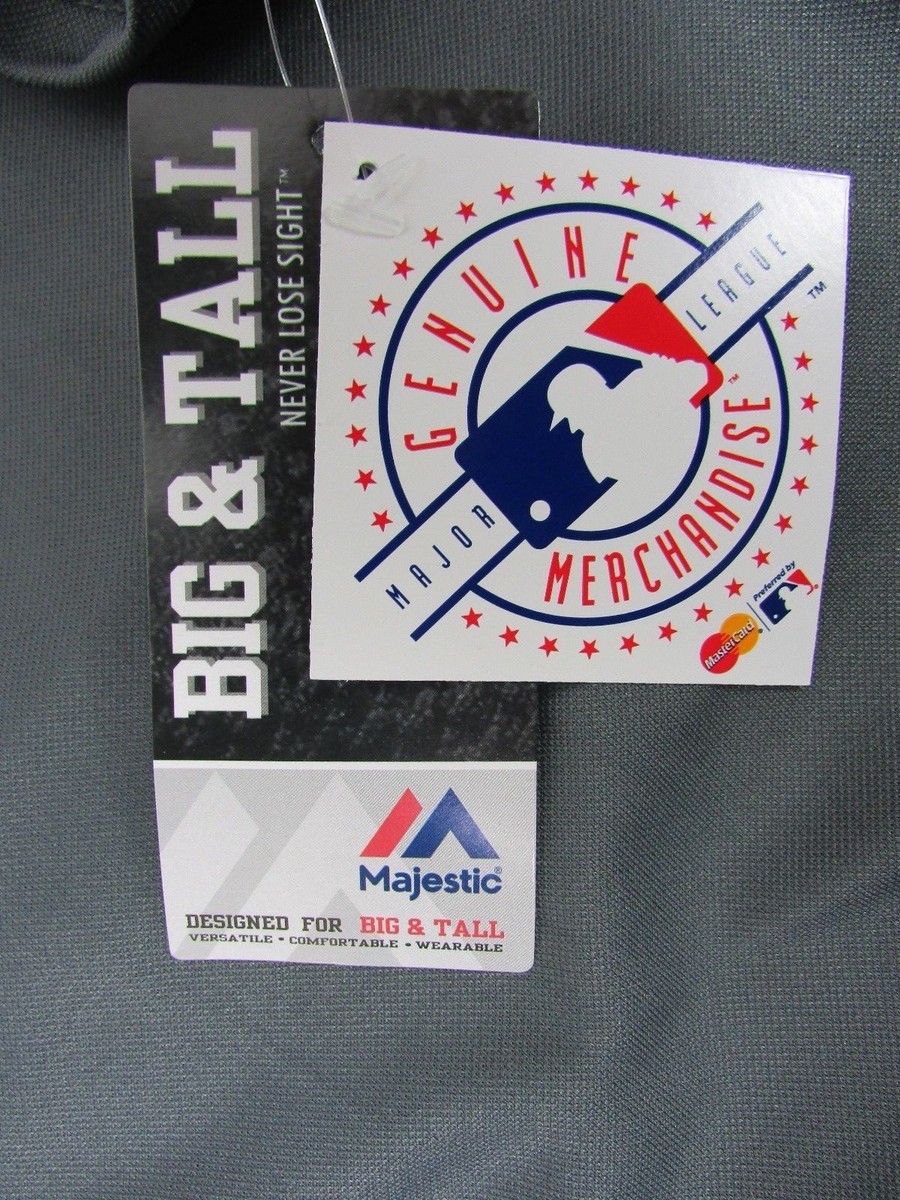 BIG & TALL
NEVER LOSE SIGHT™
GENUINE
MAJOR LEAGUE ™
™
MERCHANDISE
MasterCard®
Preferred by
®
Majestic®
DESIGNED FOR BIG & TALL
VERSATILE • COMFORTABLE • WEARABLE